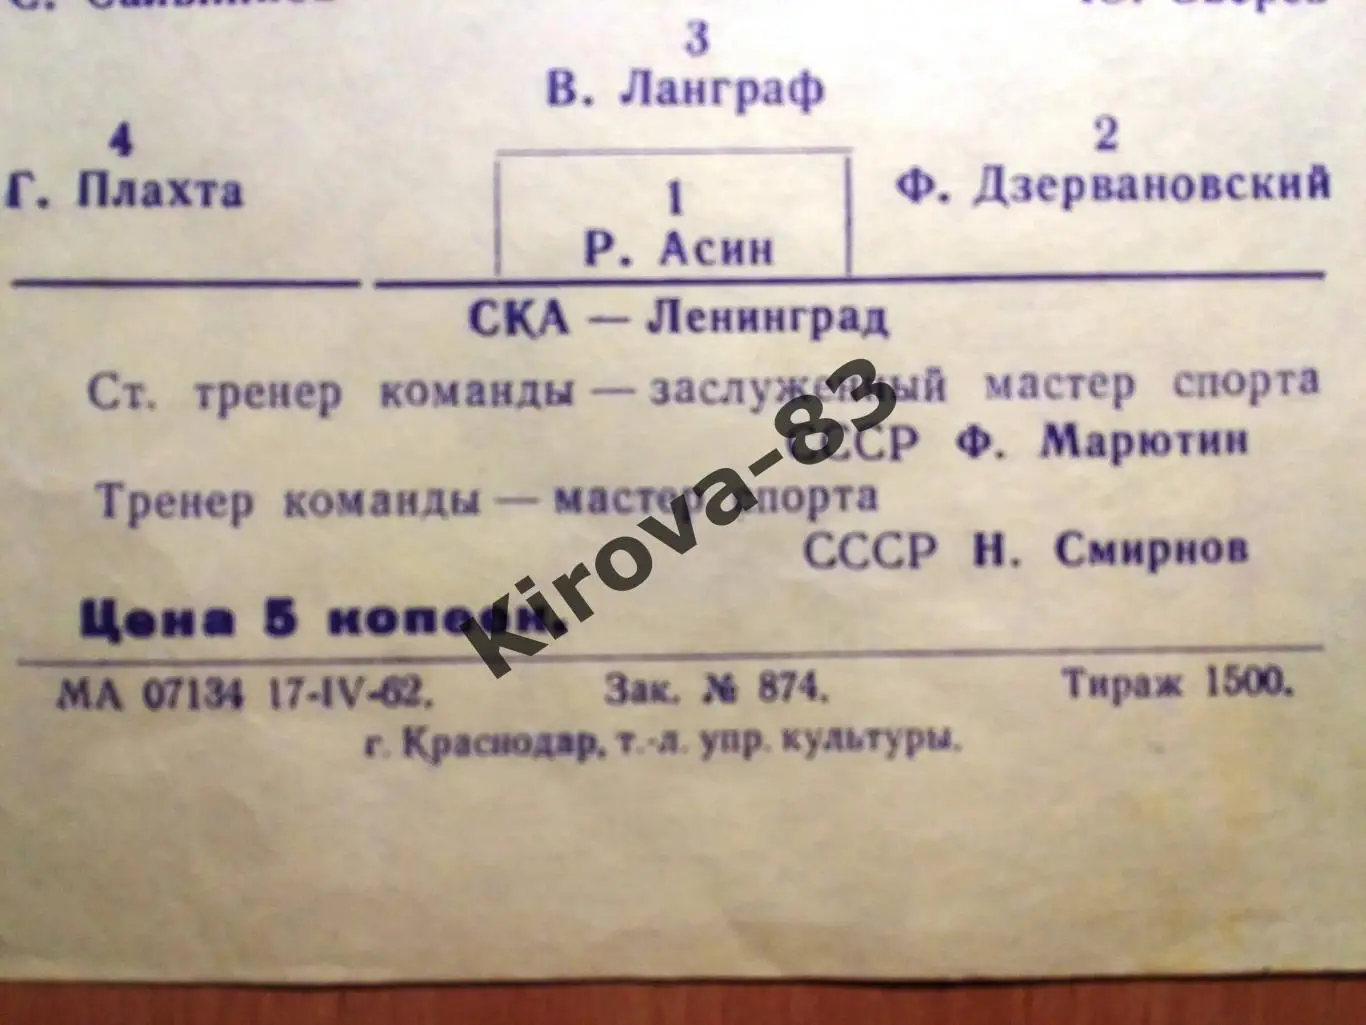 3
В. Ланграф
4
2
Г. Плахта
Ф. Дзервановский
1
Р. Асин
СКА — Ленинград
Ст. тренер команды — заслуженный мастер спорта
СССР Ф. Марютин
Тренер команды — мастер спорта
СССР Н. Смирнов
Цена 5 копеек.
МА 07134 17-IV-62. Зак. № 874. Тираж 1500.
г. Краснодар, т.-л. упр. культуры.
Kirova-83